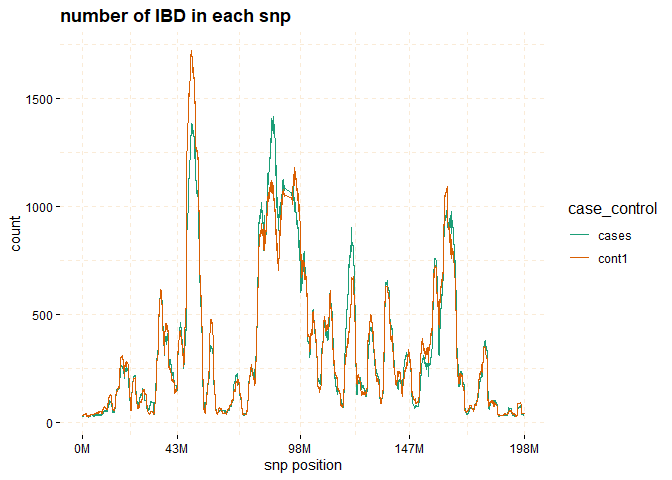 number of IBD in each snp
1500
1000
500
0
count
0M
43M
98M
147M
198M
snp position
case_control
cases
cont1